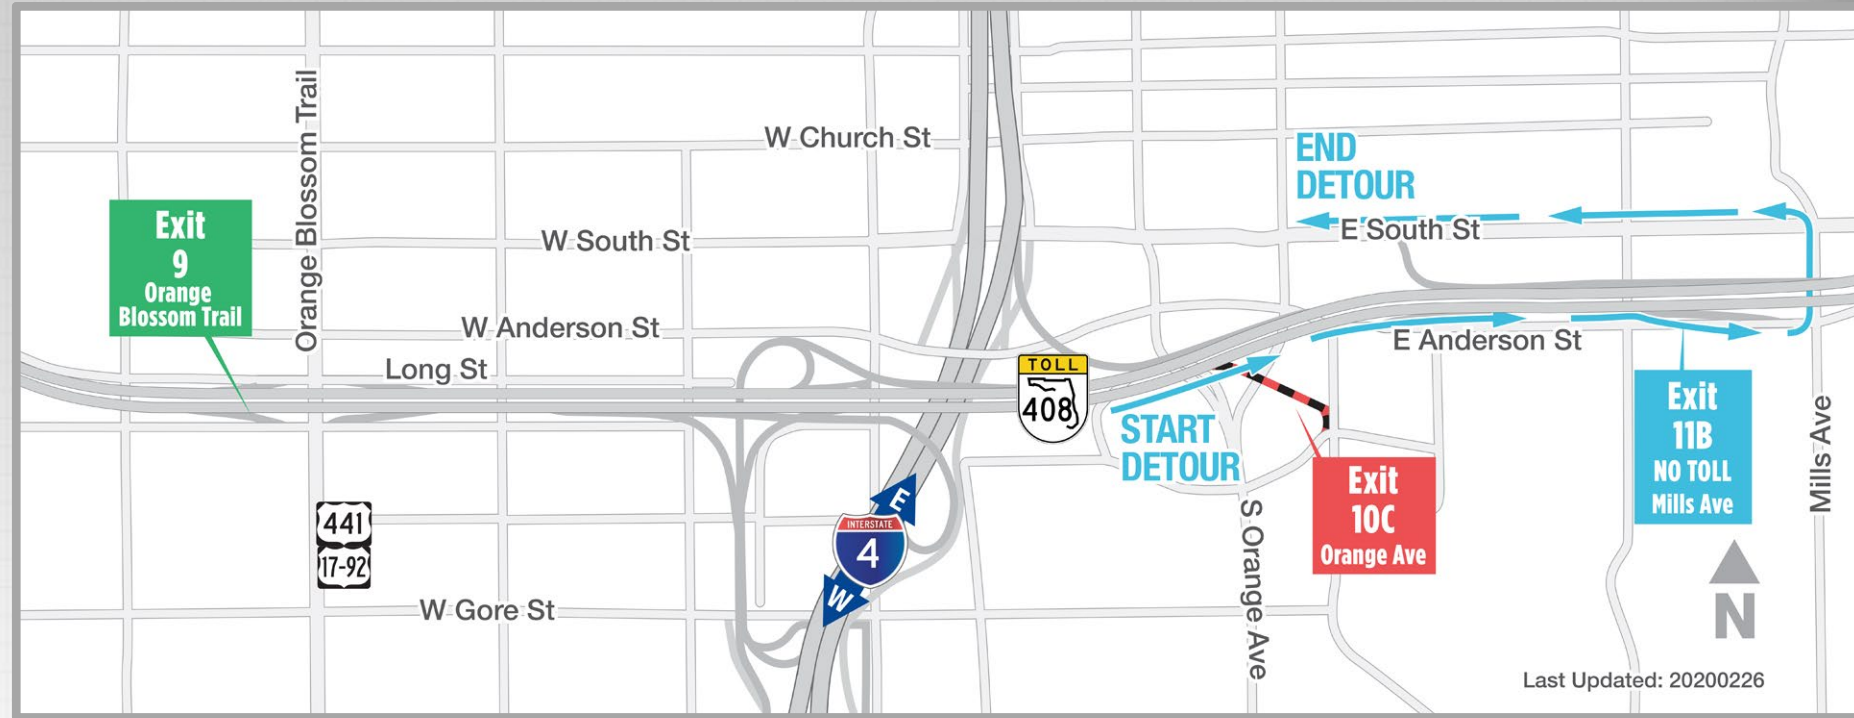 Orange Blossom Trail
W Church St
END
DETOUR
Exit
9
Orange
Blossom Trail
W South St
E South St
W Anderson St
E Anderson St
Long St
TOLL
408
START
DETOUR
Exit
11B
NO TOLL
Mills Ave
Mills Ave
Exit
10C
Orange Ave
S Orange Ave
441
17-92
E
INTERSTATE
4
W
W Gore St
N
Last Updated: 20200226